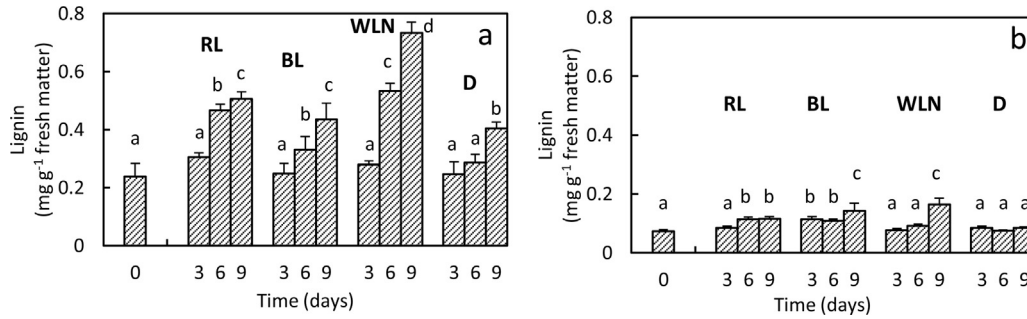 0.8
0.6
0.4
0.2
0
Lignin
(mg g⁻¹ fresh matter)
a
RL
a b c
BL
a b c
WLN
a c d
D
a a b
a
0 3 6 9 3 6 9 3 6 9 3 6 9
Time (days)
0.8
0.6
0.4
0.2
0
Lignin
(mg g⁻¹ fresh matter)
b
RL BL WLN D
a a b b b b c a a c a a a
0 3 6 9 3 6 9 3 6 9 3 6 9
Time (days)